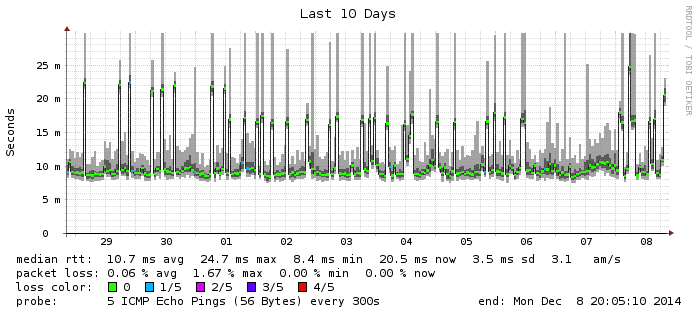 Last 10 Days
RRDTOOL / TOBI OETIKER
Seconds
25 m
20 m
15 m
10 m
5 m
0
29 30 01 02 03 04 05 06 07 08
median rtt: 10.7 ms avg 24.7 ms max 8.4 ms min 20.5 ms now 3.5 ms sd 3.1 am/s
packet loss: 0.06 % avg 1.67 % max 0.00 % min 0.00 % now
loss color: 0 1/5 2/5 3/5 4/5
probe: 5 ICMP Echo Pings (56 Bytes) every 300s end: Mon Dec 8 20:05:10 2014